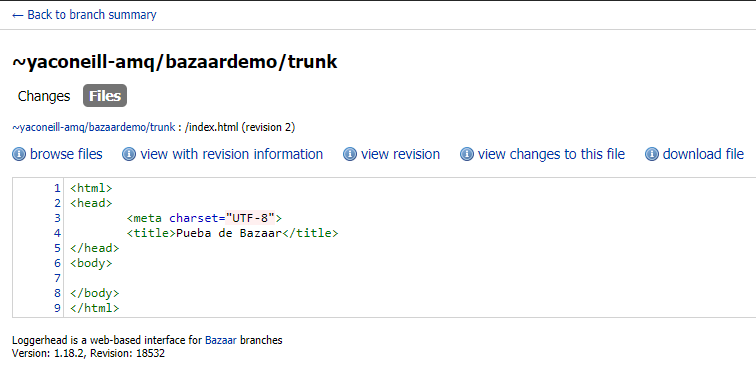 ← Back to branch summary
~yaconeill-amq/bazaardemo/trunk
Changes Files
~yaconeill-amq/bazaardemo/trunk : /index.html (revision 2)
browse files view with revision information view revision view changes to this file download file
1 <html>
2 <head>
3 <meta charset="UTF-8">
4 <title>Pueba de Bazaar</title>
5 </head>
6 <body>
7
8 </body>
9 </html>
Loggerhead is a web-based interface for Bazaar branches
Version: 1.18.2, Revision: 18532